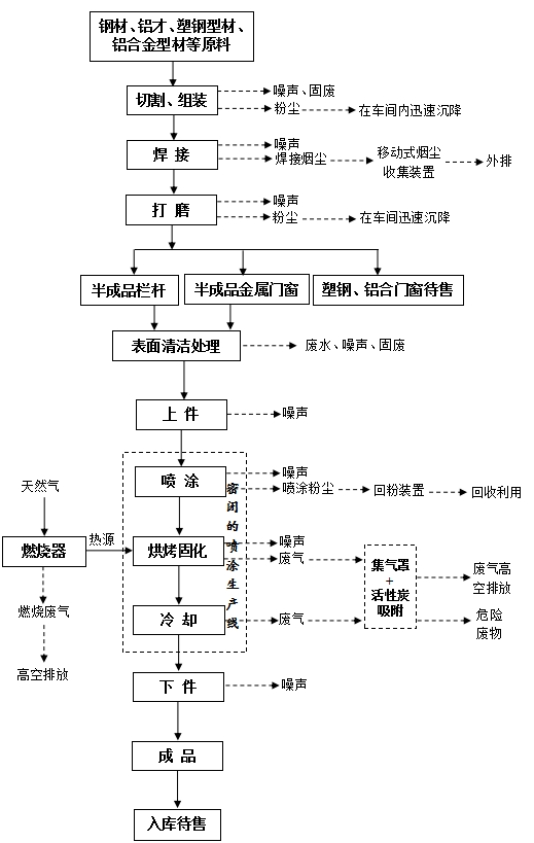 钢材、铝才、塑钢型材、
铝合金型材等原料
切割、组装
噪声、固废
粉尘
在车间内迅速沉降
焊 接
噪声
焊接烟尘
移动式烟尘
收集装置
外排
打 磨
噪声
粉尘
在车间迅速沉降
半成品栏杆
半成品金属门窗
塑钢、铝合门窗待售
表面清洁处理
废水、噪声、固废
上 件
噪声
喷 涂
噪声
喷涂粉尘
回粉装置
回收利用
密闭的喷涂生产线
天然气
燃烧器
热源
烘烤固化
噪声
废气
集气罩
+
活性炭
吸附
废气高
空排放
燃烧废气
冷 却
废气
危险
废物
高空排放
下 件
噪声
成 品
入库待售